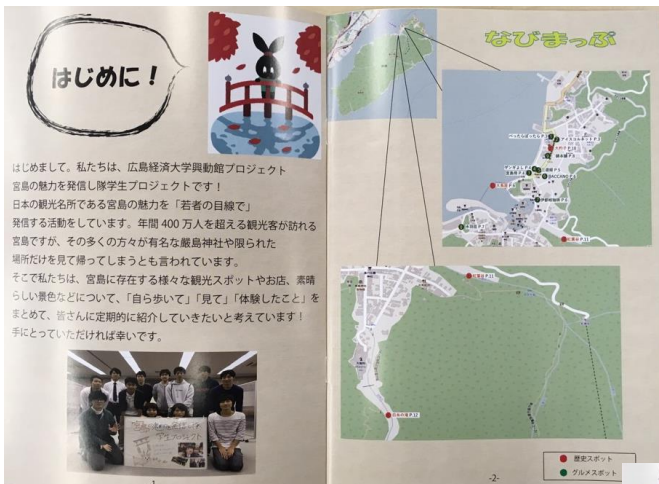 はじめに！
はじめまして。私たちは、広島経済大学興動館プロジェクト
宮島の魅力を発信し隊学生プロジェクトです！
日本の観光名所である宮島の魅力を「若者の目線で」
発信する活動をしています。年間 400 万人を超える観光客が訪れる
宮島ですが、その多くの方々が有名な厳島神社や限られた
場所だけを見て帰ってしまうとも言われています。
そこで私たちは、宮島に存在する様々な観光スポットやお店、素晴
らしい景色などについて、「自ら歩いて」「見て」「体験したこと」を
まとめて、皆さんに定期的に紹介していきたいと考えています！
手にとっていただければ幸いです。
なびまっぷ
紅葉谷 P.11
紅葉谷 P.11
白糸の滝 P.12
歴史スポット
グルメスポット
-2-